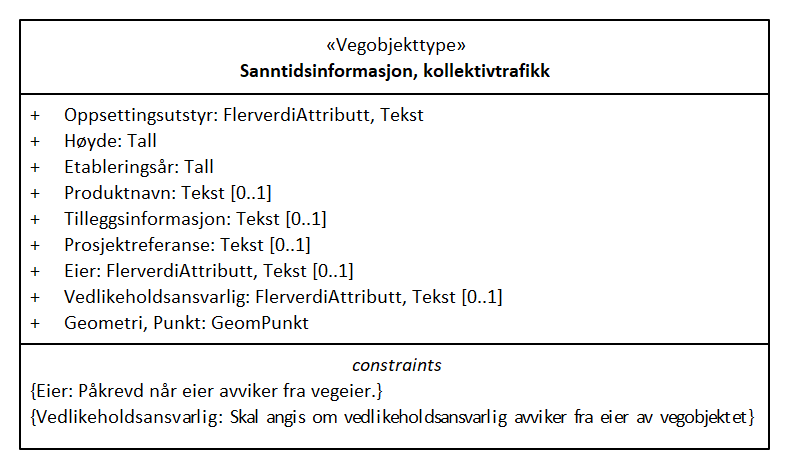 «Vegobjekttype»
Sanntidsinformasjon, kollektivtrafikk
+ Oppsettingsutstyr: FlerverdiAttributt, Tekst
+ Høyde: Tall
+ Etableringsår: Tall
+ Produktnavn: Tekst [0..1]
+ Tilleggsinformasjon: Tekst [0..1]
+ Prosjektreferanse: Tekst [0..1]
+ Eier: FlerverdiAttributt, Tekst [0..1]
+ Vedlikeholdsansvarlig: FlerverdiAttributt, Tekst [0..1]
+ Geometri, Punkt: GeomPunkt
constraints
{Eier: Påkrevd når eier avviker fra vegeier.}
{Vedlikeholdsansvarlig: Skal angis om vedlikeholdsansvarlig avviker fra eier av vegobjektet}